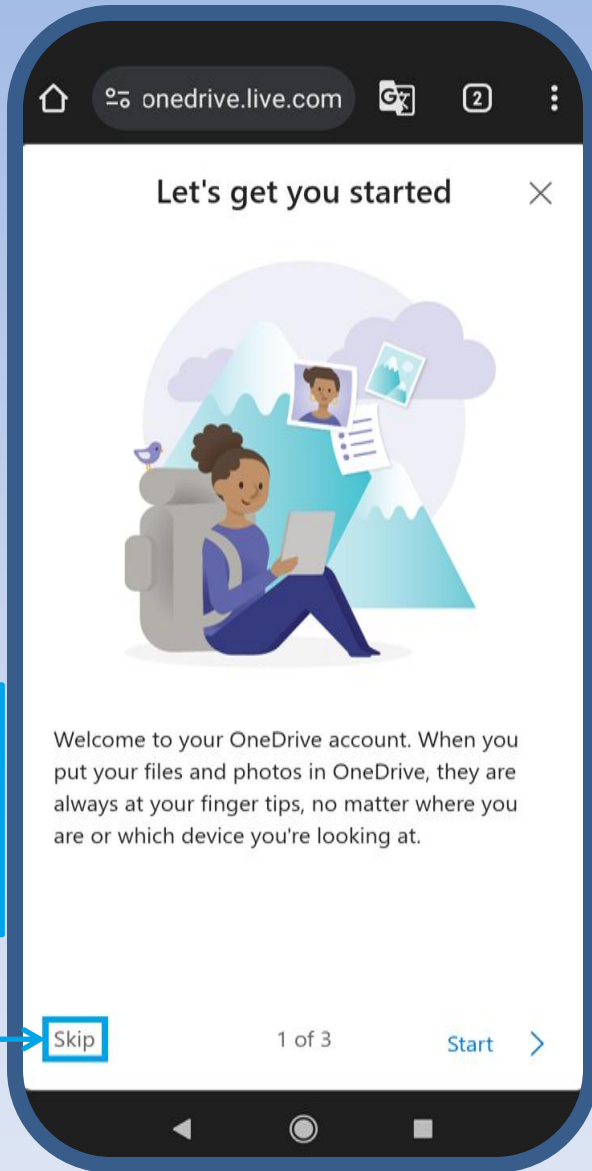 onedrive.live.com
2
Let's get you started
Welcome to your OneDrive account. When you
put your files and photos in OneDrive, they are
always at your finger tips, no matter where you
are or which device you're looking at.
Skip
1 of 3
Start